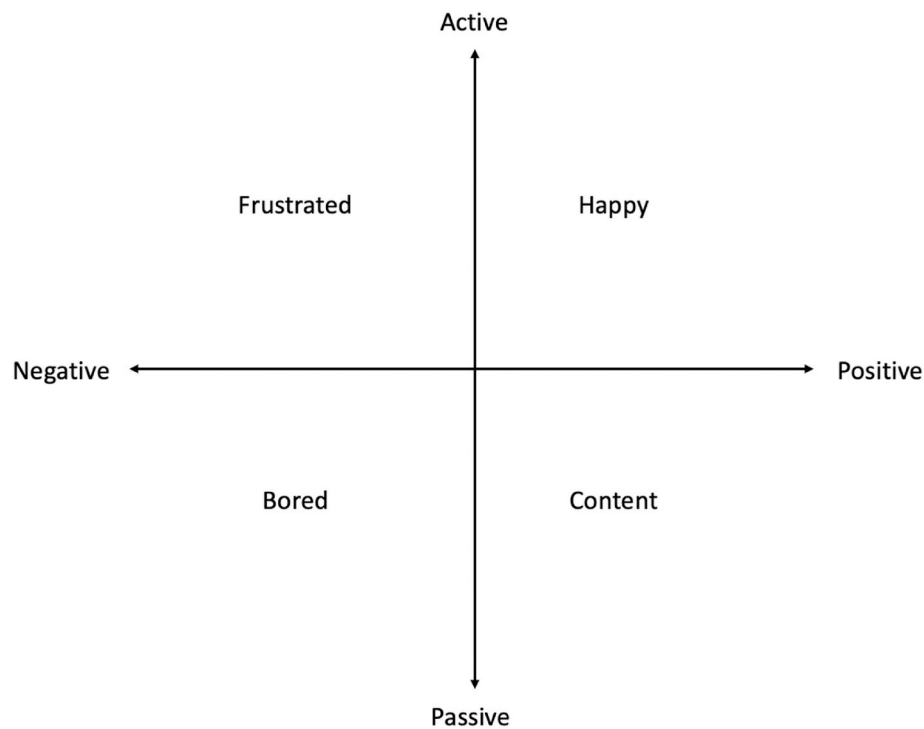 Active
Frustrated
Happy
Negative
Positive
Bored
Content
Passive